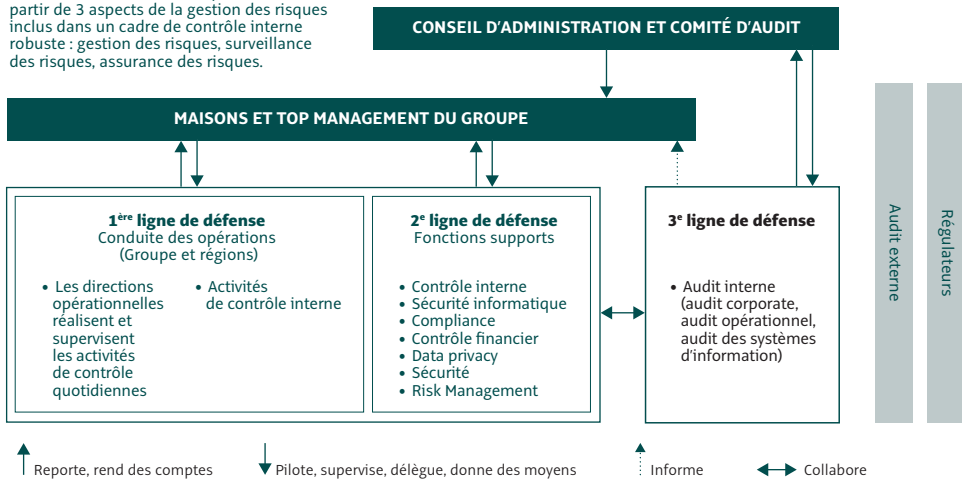 partir de 3 aspects de la gestion des risques
inclus dans un cadre de contrôle interne
robuste : gestion des risques, surveillance
des risques, assurance des risques.
CONSEIL D'ADMINISTRATION ET COMITÉ D'AUDIT
MAISONS ET TOP MANAGEMENT DU GROUPE
1ère ligne de défense
Conduite des opérations
(Groupe et régions)
• Les directions
opérationnelles
réalisent et
supervisent
les activités
de contrôle
quotidiennes
• Activités
de contrôle interne
2e ligne de défense
Fonctions supports
• Contrôle interne
• Sécurité informatique
• Compliance
• Contrôle financier
• Data privacy
• Sécurité
• Risk Management
3e ligne de défense
• Audit interne
(audit corporate,
audit opérationnel,
audit des systèmes
d'information)
Audit externe
Régulateurs
Reporte, rend des comptes
Pilote, supervise, délègue, donne des moyens
Informe
Collabore